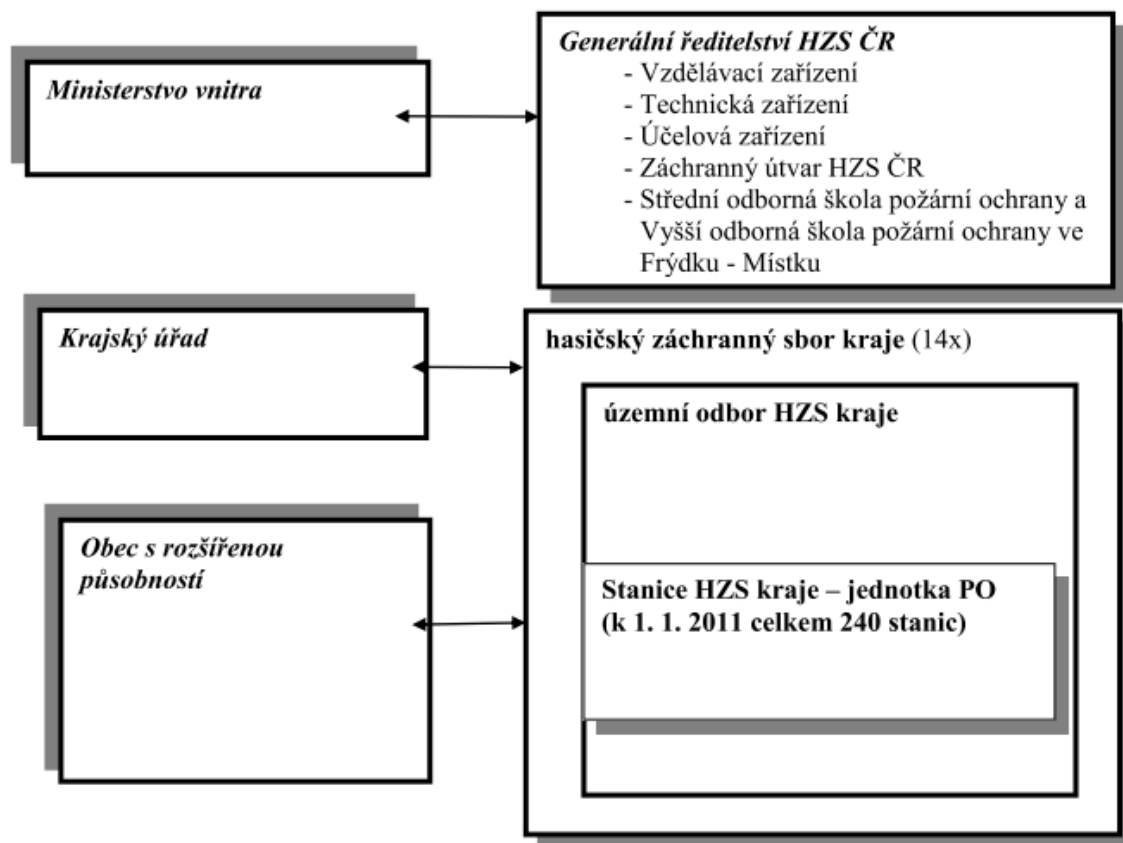 Ministerstvo vnitra
Generální ředitelství HZS ČR
- Vzdělávací zařízení
- Technická zařízení
- Účelová zařízení
- Záchranný útvar HZS ČR
- Střední odborná škola požární ochrany a
Vyšší odborná škola požární ochrany ve
Frýdku - Místku
Krajský úřad
hasičský záchranný sbor kraje (14x)
územní odbor HZS kraje
Obec s rozšířenou
působností
Stanice HZS kraje – jednotka PO
(k 1. 1. 2011 celkem 240 stanic)